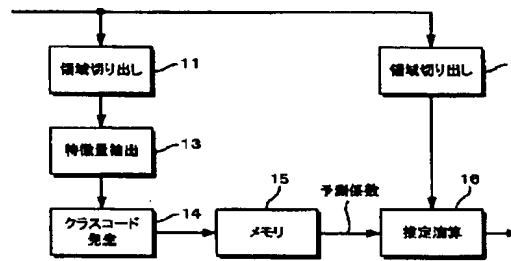 領域切り出し
11
領域切り出し
特徴量抽出
13
クラスコード
発生
14
メモリ
15
予測係数
推定演算
16